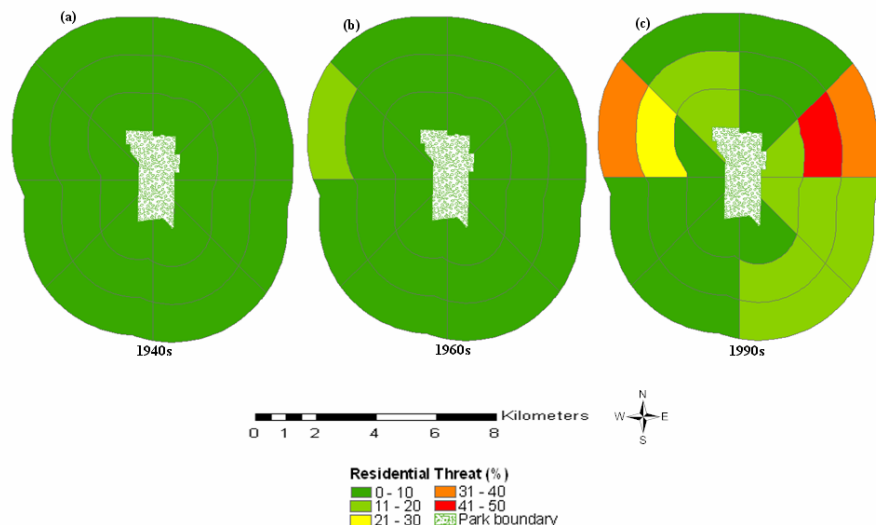 (a)
(b)
(c)
1940s
1960s
1990s
Kilometers
0 1 2 4 6 8
N
W E
S
Residential Threat (%)
0 - 10
31 - 40
11 - 20
41 - 50
21 - 30
Park boundary